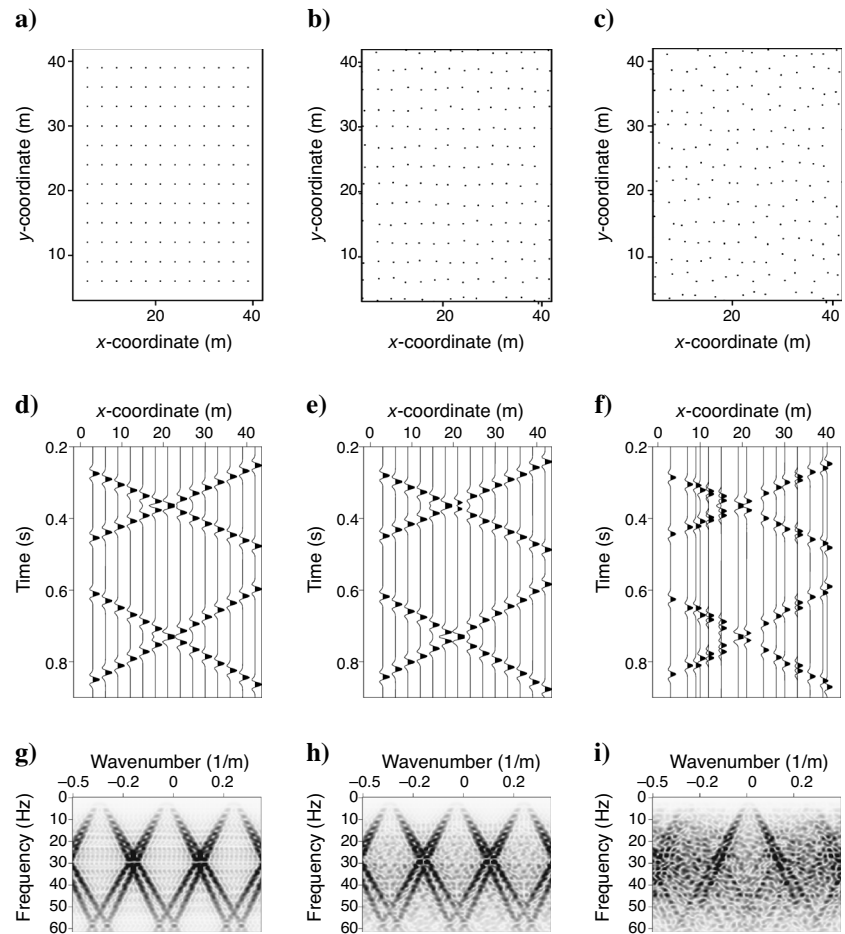 a)
b)
c)
40
30
20
10
y-coordinate (m)
20
40
x-coordinate (m)
40
30
20
10
y-coordinate (m)
20
40
x-coordinate (m)
40
30
20
10
y-coordinate (m)
20
40
x-coordinate (m)
d)
e)
f)
x-coordinate (m)
0 10 20 30 40
0.2
0.4
0.6
0.8
Time (s)
x-coordinate (m)
0 10 20 30 40
0.2
0.4
0.6
0.8
Time (s)
x-coordinate (m)
0 10 20 30 40
0.2
0.4
0.6
0.8
Time (s)
g)
h)
i)
Wavenumber (1/m)
–0.5 –0.2 0 0.2
0
10
20
30
40
50
60
Frequency (Hz)
Wavenumber (1/m)
–0.5 –0.2 0 0.2
0
10
20
30
40
50
60
Frequency (Hz)
Wavenumber (1/m)
–0.5 –0.2 0 0.2
0
10
20
30
40
50
60
Frequency (Hz)